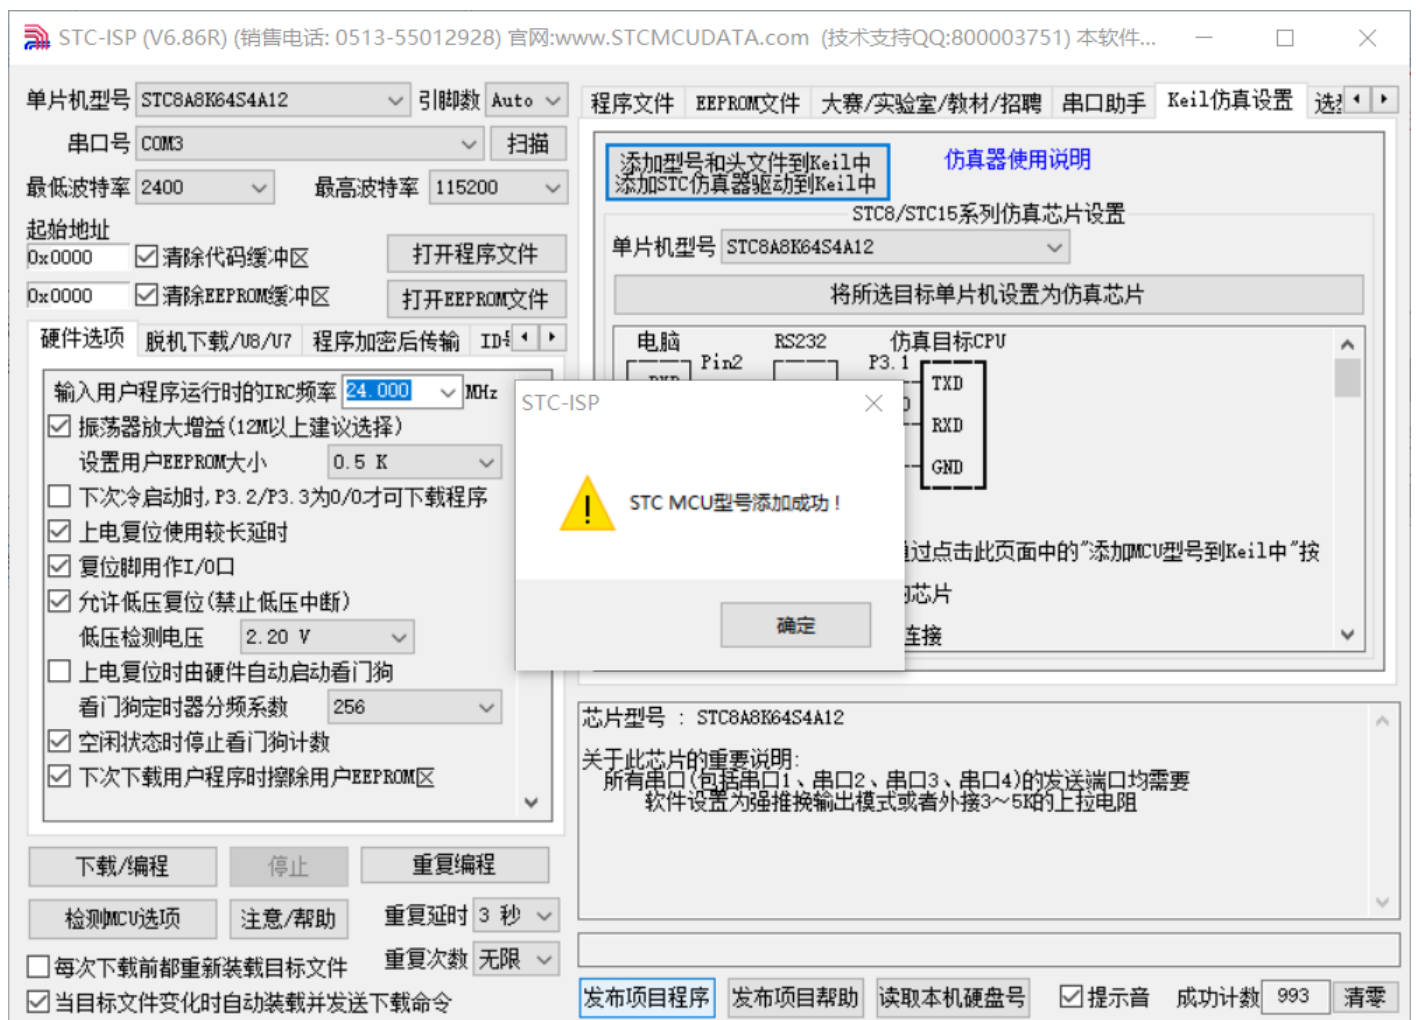 STC-ISP (V6.86R) (销售电话: 0513-55012928) 官网:www.STCMCUDATA.com (技术支持QQ:800003751) 本软件...
单片机型号 STC8A8K64S4A12 引脚数 Auto
串口号 COM3 扫描
最低波特率 2400 最高波特率 115200
起始地址
0x0000 清除代码缓冲区 打开程序文件
0x0000 清除EEPROM缓冲区 打开EEPROM文件
硬件选项 脱机下载/U8/U7 程序加密后传输
输入用户程序运行时的IRC频率 24.000 MHz
振荡器放大增益(12M以上建议选择)
设置用户EEPROM大小 0.5 K
下次冷启动时,P3.2/P3.3为0/0才可下载程序
上电复位使用较长延时
复位脚用作I/O口
允许低压复位(禁止低压中断)
低压检测电压 2.20 V
上电复位时由硬件自动启动看门狗
看门狗定时器分频系数 256
空闲状态时停止看门狗计数
下次下载用户程序时擦除用户EEPROM区
下载/编程 停止 重复编程
检测MCU选项 注意/帮助 重复延时 3 秒
重复次数 无限
每次下载前都重新装载目标文件
当目标文件变化时自动装载并发送下载命令
程序文件 EEPROM文件 大赛/实验室/教材/招聘 串口助手 Keil仿真设置
添加型号和头文件到Keil中
添加STC仿真器驱动到Keil中
仿真器使用说明
STC8/STC15系列仿真芯片设置
单片机型号 STC8A8K64S4A12
将所选目标单片机设置为仿真芯片
电脑 RS232 仿真目标CPU
Pin2 P3.1
TXD
RXD
GND
过点击此页面中的"添加MCU型号到Keil中"按
芯片
连接
STC-ISP
STC MCU型号添加成功！
确定
芯片型号 : STC8A8K64S4A12
关于此芯片的重要说明:
所有串口(包括串口1、串口2、串口3、串口4)的发送端口均需要
软件设置为强推挽输出模式或者外接3~5K的上拉电阻
发布项目程序 发布项目帮助 读取本机硬盘号 提示音 成功计数 993 清零